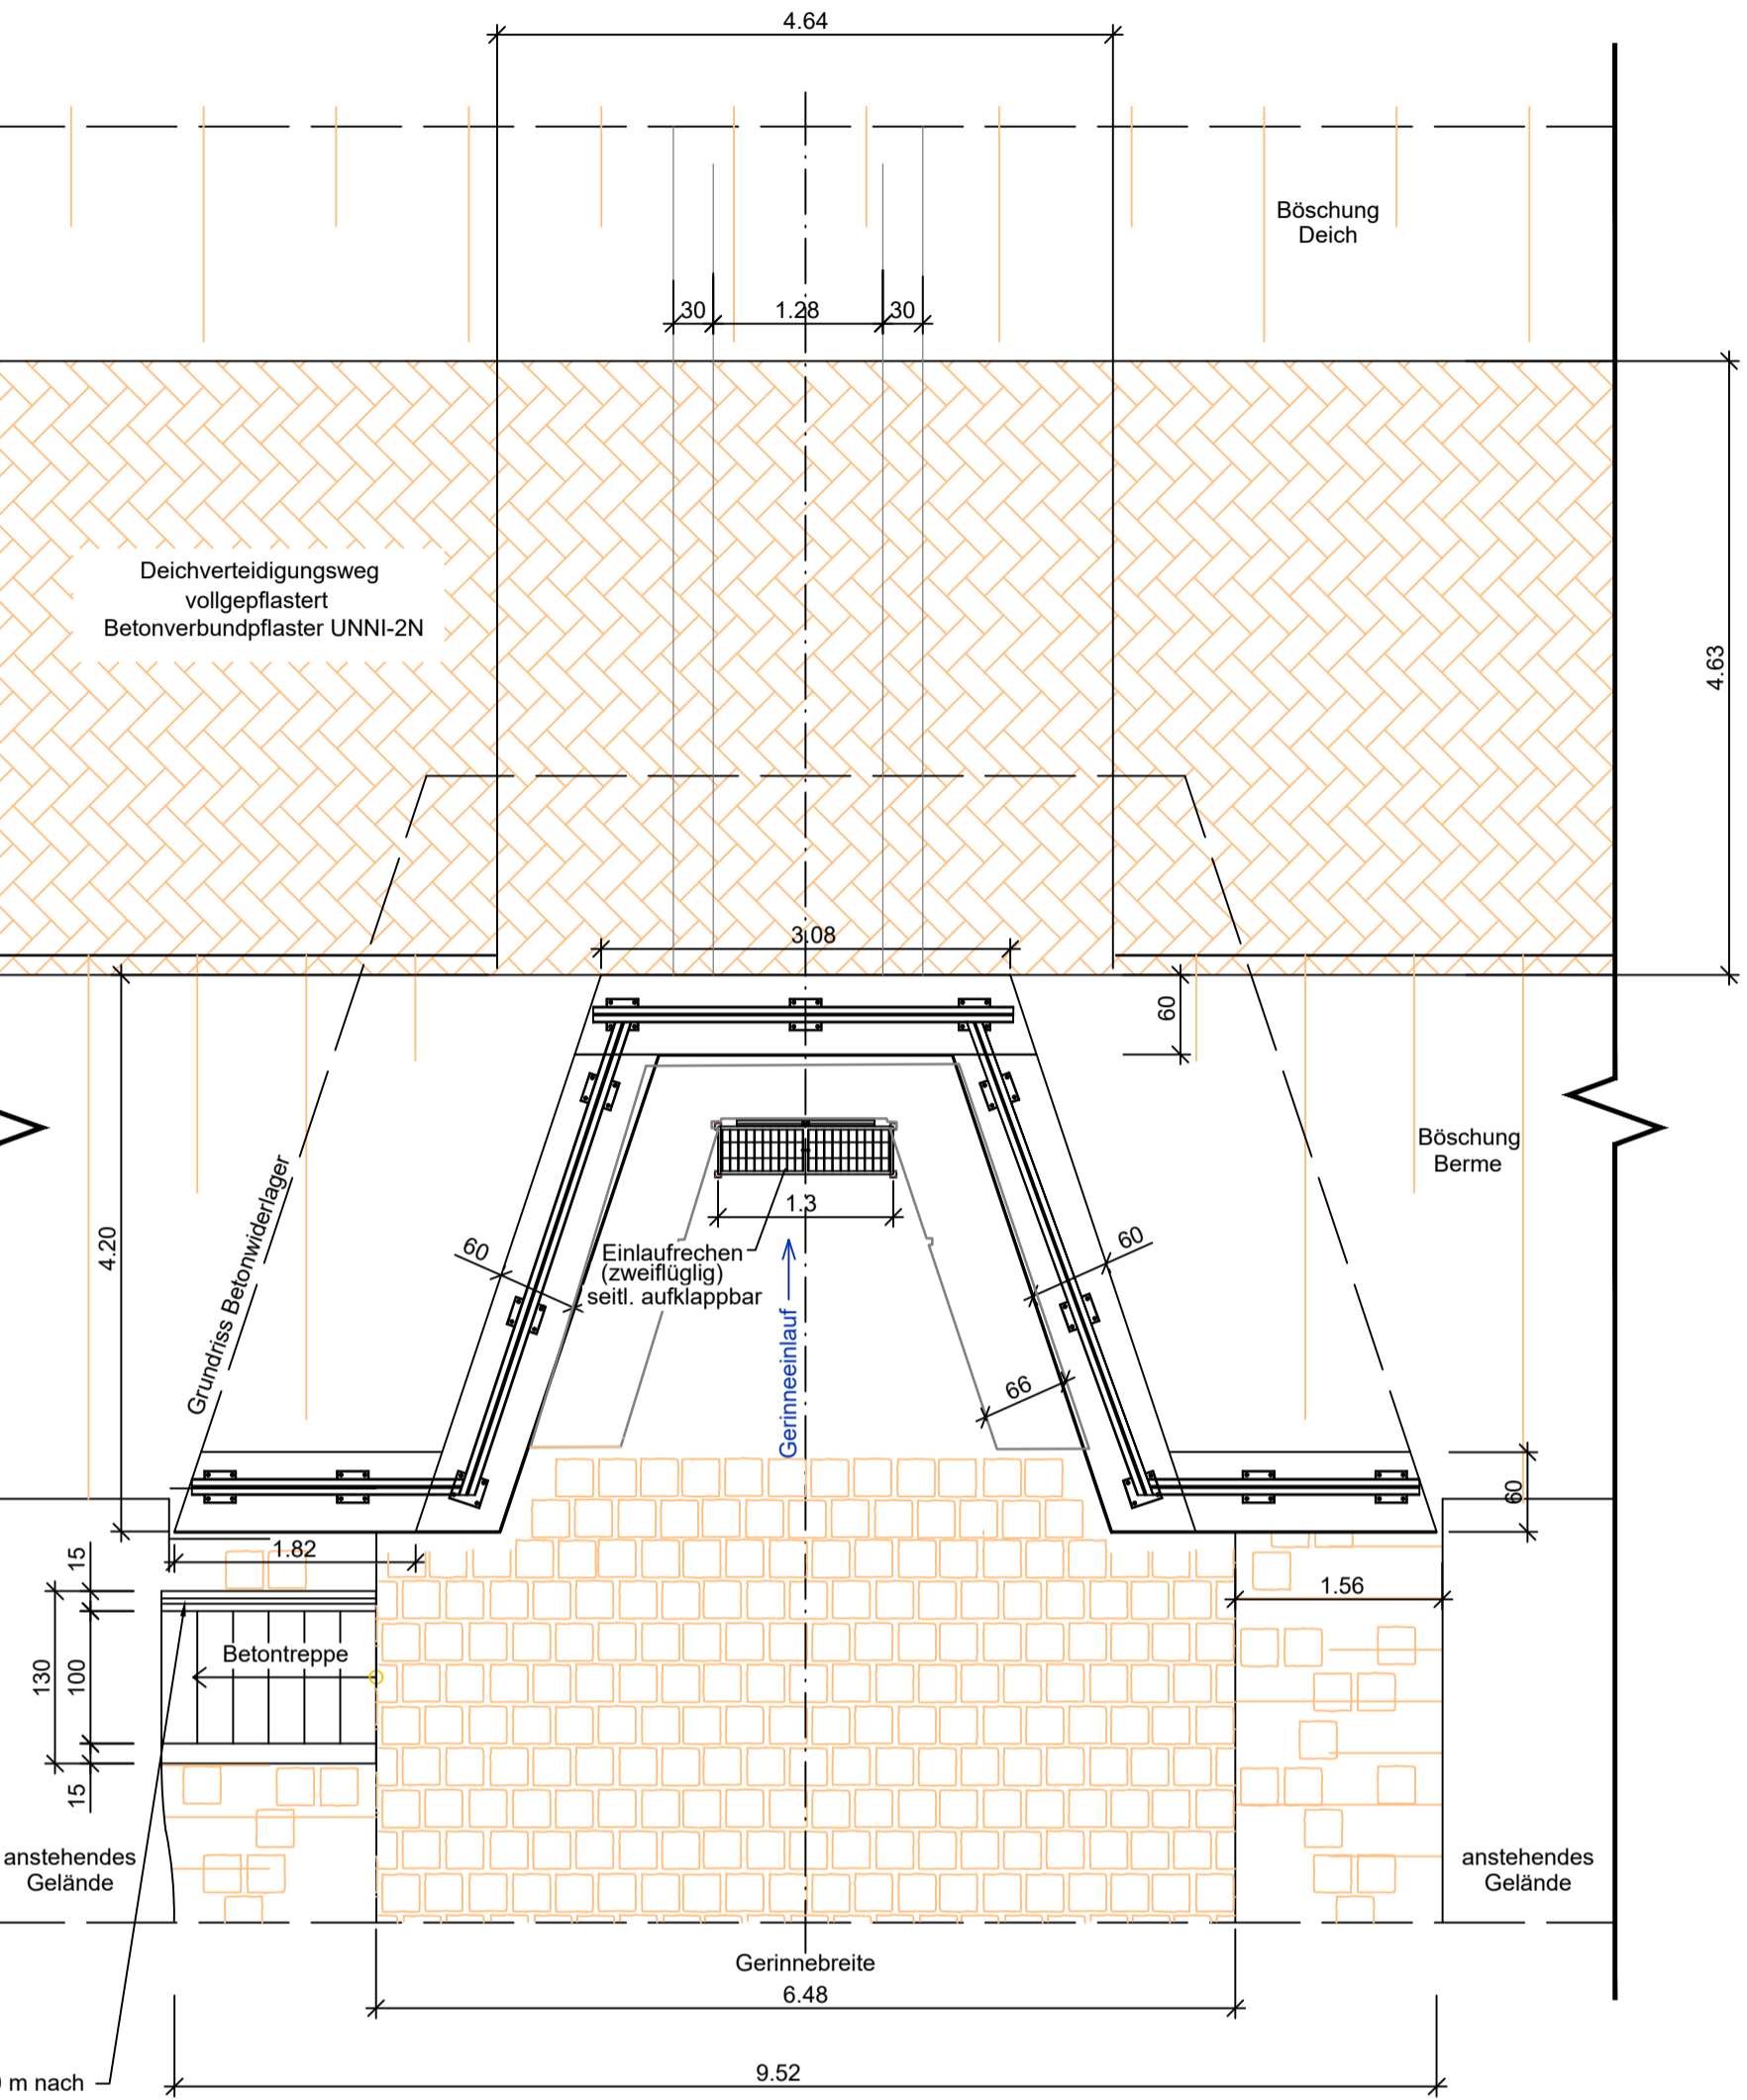 4.64
Böschung
Deich
30
1.28
30
Deichverteidigungsweg
vollgepflastert
Betonverbundpflaster UNNI-2N
4.63
3.08
60
Böschung
Berme
4.20
Grundriss Betonwiderlager
1.3
60
Einlaufrechen
(zweiflüglig)
seitl. aufklappbar
60
Gerinneeinlauf
66
60
1.82
15
1.56
130
100
Betontreppe
15
anstehendes
Gelände
anstehendes
Gelände
Gerinnebreite
6.48
9.52
m nach